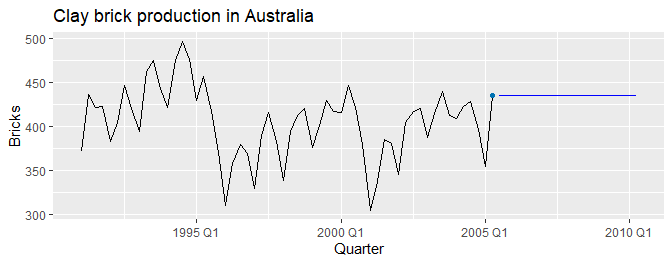 Clay brick production in Australia
500
450
400
350
300
Bricks
1995 Q1
2000 Q1
2005 Q1
2010 Q1
Quarter